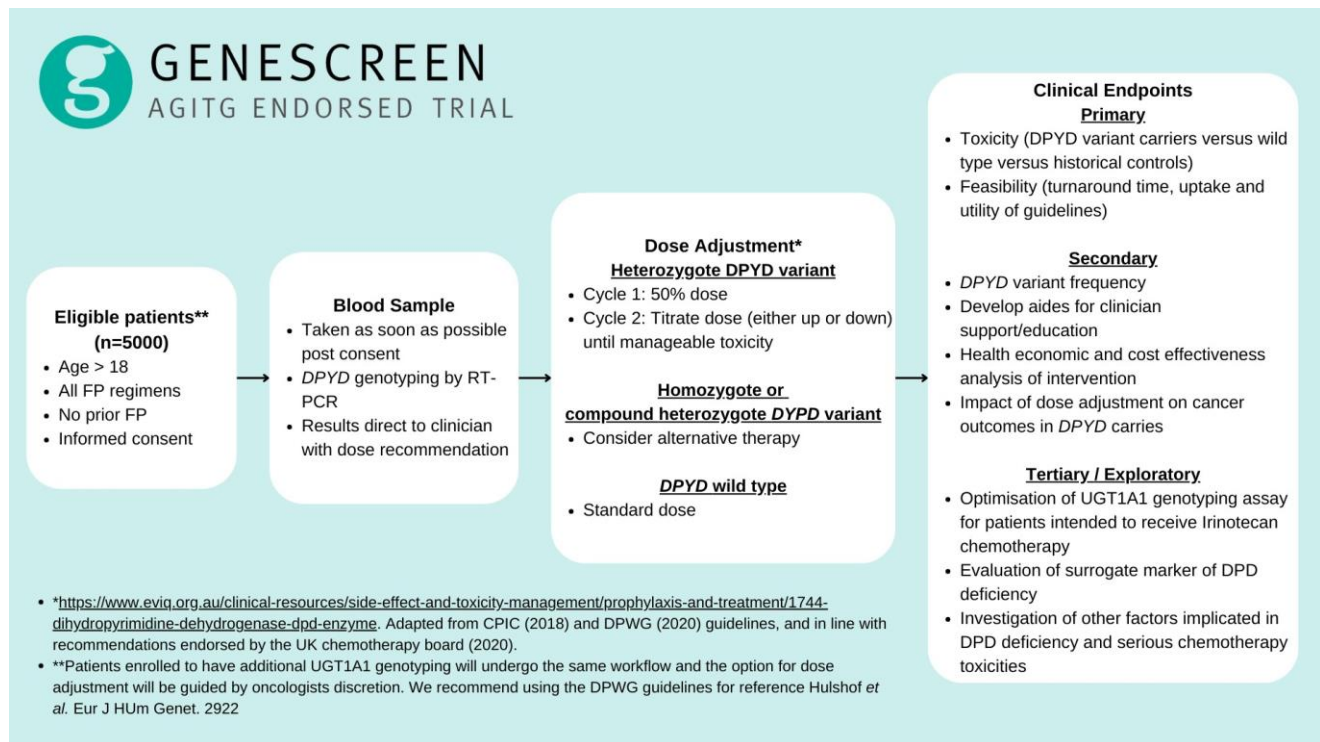 g
GENESCREEN
AGITG ENDORSED TRIAL
Eligible patients**
(n=5000)
• Age > 18
• All FP regimens
• No prior FP
• Informed consent
Blood Sample
• Taken as soon as possible
post consent
• DPYD genotyping by RT-
PCR
• Results direct to clinician
with dose recommendation
Dose Adjustment*
Heterozygote DPYD variant
• Cycle 1: 50% dose
• Cycle 2: Titrate dose (either up or down)
until manageable toxicity
Homozygote or
compound heterozygote DYPD variant
• Consider alternative therapy
DPYD wild type
• Standard dose
Clinical Endpoints
Primary
• Toxicity (DPYD variant carriers versus wild
type versus historical controls)
• Feasibility (turnaround time, uptake and
utility of guidelines)
Secondary
• DPYD variant frequency
• Develop aides for clinician
support/education
• Health economic and cost effectiveness
analysis of intervention
• Impact of dose adjustment on cancer
outcomes in DPYD carries
Tertiary / Exploratory
• Optimisation of UGT1A1 genotyping assay
for patients intended to receive Irinotecan
chemotherapy
• Evaluation of surrogate marker of DPD
deficiency
• Investigation of other factors implicated in
DPD deficiency and serious chemotherapy
toxicities
• *https://www.eviq.org.au/clinical-resources/side-effect-and-toxicity-management/prophylaxis-and-treatment/1744-
dihydropyrimidine-dehydrogenase-dpd-enzyme. Adapted from CPIC (2018) and DPWG (2020) guidelines, and in line with
recommendations endorsed by the UK chemotherapy board (2020).
• **Patients enrolled to have additional UGT1A1 genotyping will undergo the same workflow and the option for dose
adjustment will be guided by oncologists discretion. We recommend using the DPWG guidelines for reference Hulshof et
al. Eur J HUm Genet. 2922